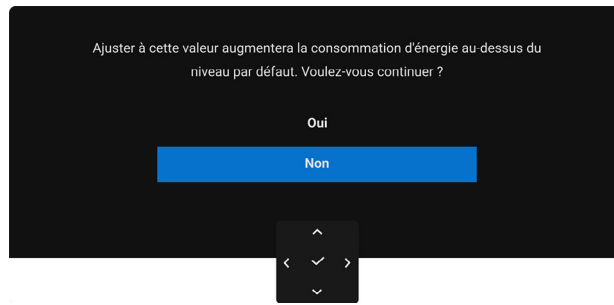 Ajuster à cette valeur augmentera la consommation d'énergie au-dessus du
niveau par défaut. Voulez-vous continuer ?
Oui
Non